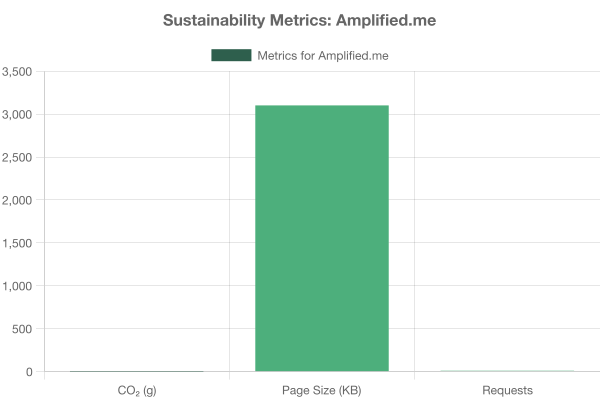 Sustainability Metrics: Amplified.me
Metrics for Amplified.me
3,500
3,000
2,500
2,000
1,500
1,000
500
0
CO₂ (g) Page Size (KB) Requests